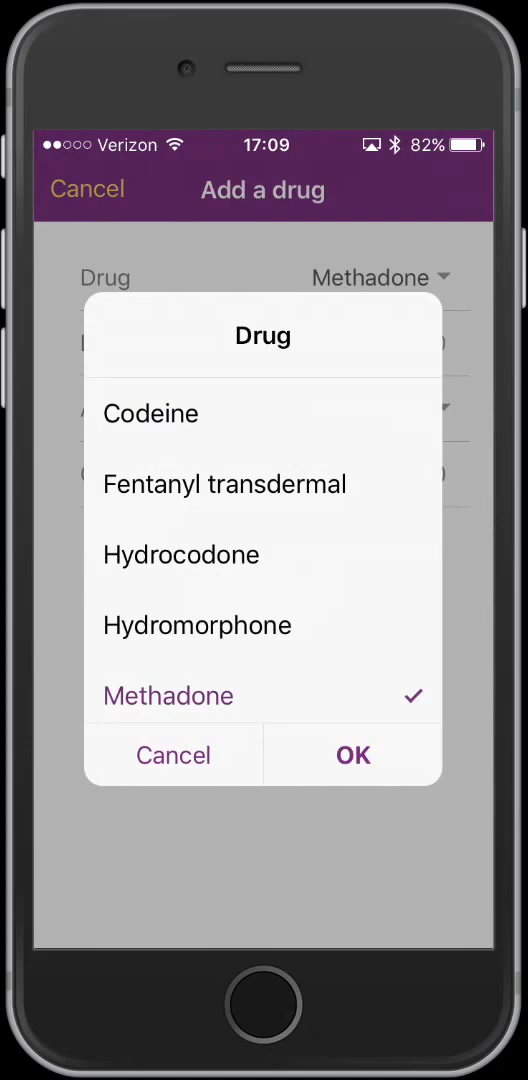 Verizon 17:09 82%
Cancel Add a drug
Drug Methadone
Drug
Codeine
Fentanyl transdermal
Hydrocodone
Hydromorphone
Methadone
Cancel OK